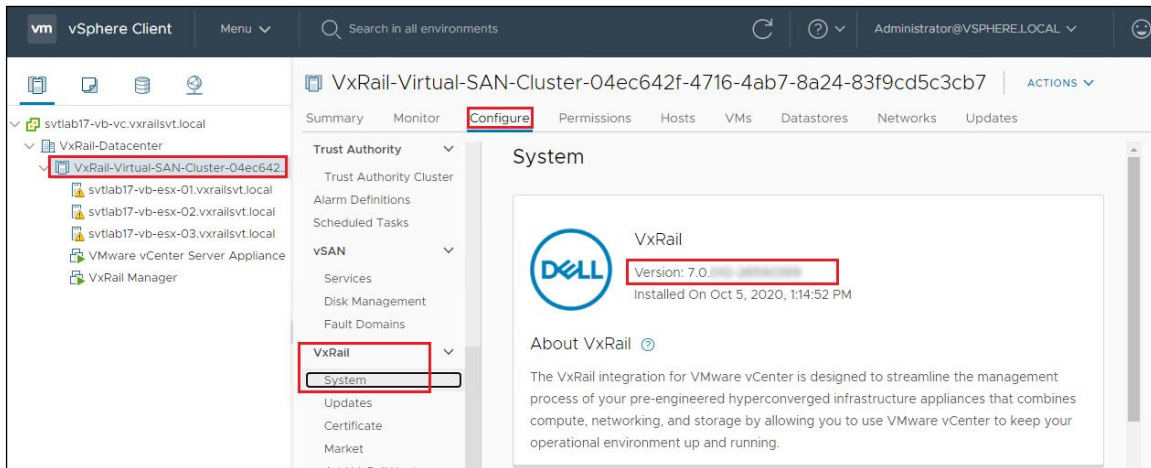 vm vSphere Client Menu Search in all environments Administrator@VSPHERE.LOCAL
VxRail-Virtual-SAN-Cluster-04ec642f-4716-4ab7-8a24-83f9cd5c3cb7 ACTIONS
Summary Monitor Configure Permissions Hosts VMs Datastores Networks Updates
svtlab17-vb-vc.vxrailsvt.local
VxRail-Datacenter
VxRail-Virtual-SAN-Cluster-04ec642...
svtlab17-vb-esx-01.vxrailsvt.local
svtlab17-vb-esx-02.vxrailsvt.local
svtlab17-vb-esx-03.vxrailsvt.local
VMware vCenter Server Appliance
VxRail Manager
Trust Authority
Trust Authority Cluster
Alarm Definitions
Scheduled Tasks
vSAN
Services
Disk Management
Fault Domains
VxRail
System
Updates
Certificate
Market
System
DELL
VxRail
Version: 7.0.
Installed On Oct 5, 2020, 1:14:52 PM
About VxRail ?
The VxRail integration for VMware vCenter is designed to streamline the management
process of your pre-engineered hyperconverged infrastructure appliances that combines
compute, networking, and storage by allowing you to use VMware vCenter to keep your
operational environment up and running.